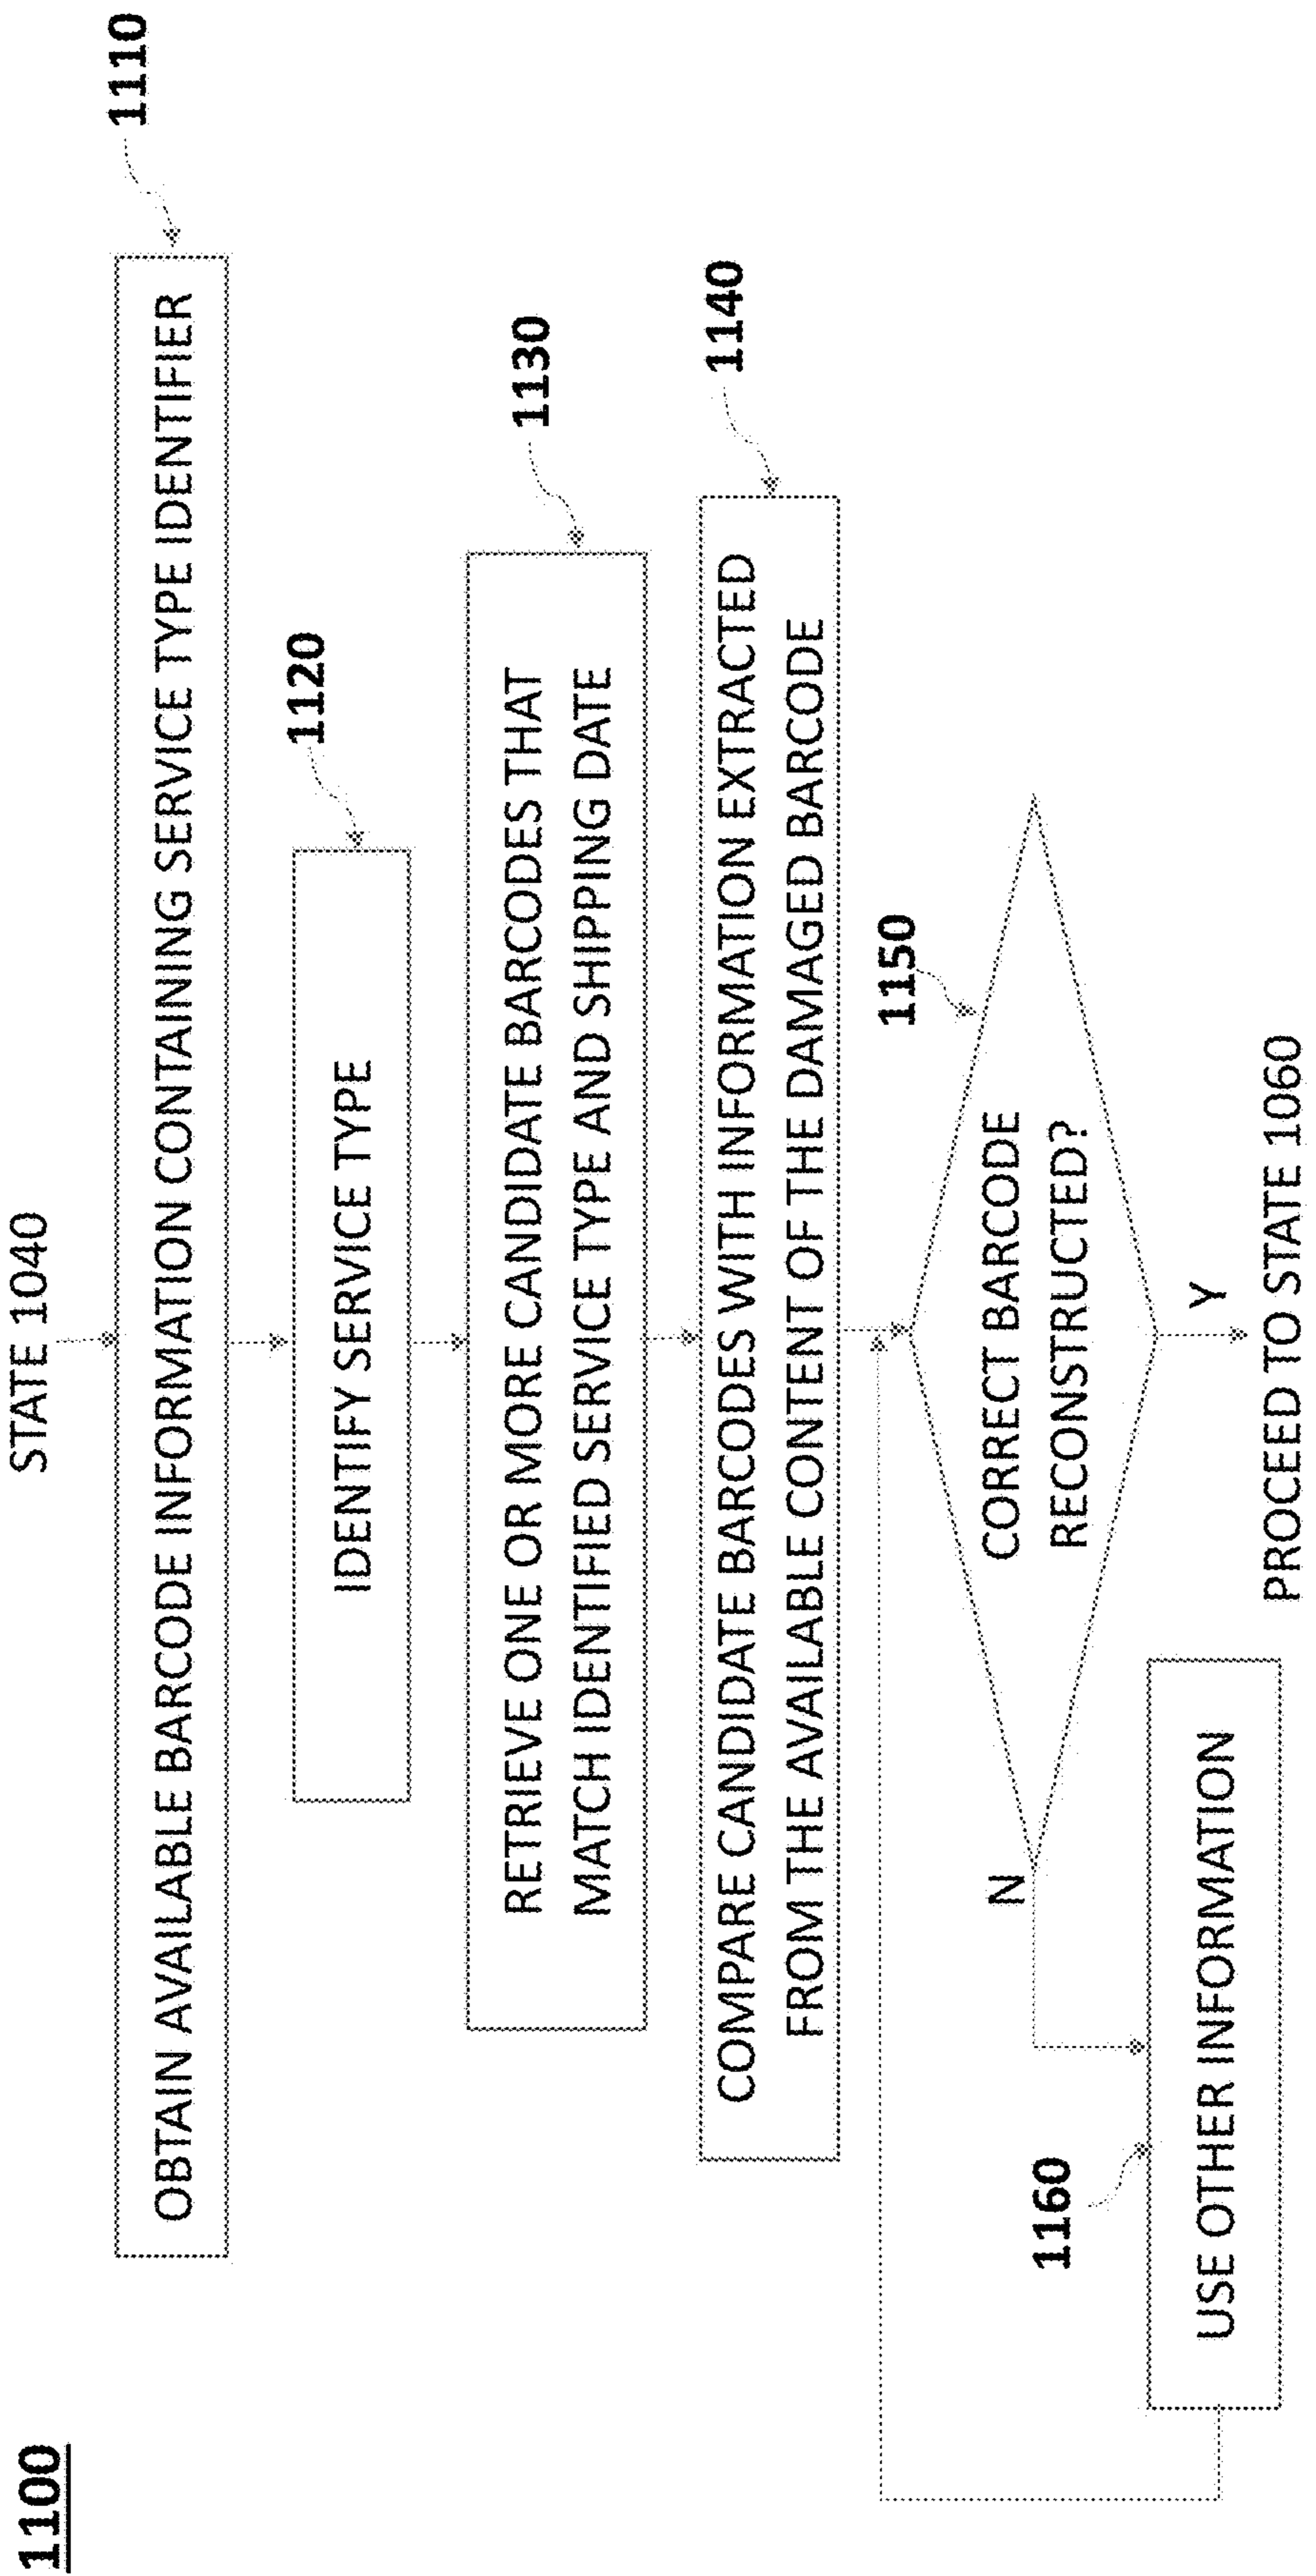 1100
STATE 1040
1110
OBTAIN AVAILABLE BARCODE INFORMATION CONTAINING SERVICE TYPE IDENTIFIER
1120
IDENTIFY SERVICE TYPE
1130
RETRIEVE ONE OR MORE CANDIDATE BARCODES THAT
MATCH IDENTIFIED SERVICE TYPE AND SHIPPING DATE
1140
COMPARE CANDIDATE BARCODES WITH INFORMATION EXTRACTED
FROM THE AVAILABLE CONTENT OF THE DAMAGED BARCODE
1150
CORRECT BARCODE
RECONSTRUCTED?
N
Y
1160
USE OTHER INFORMATION
PROCEED TO STATE 1060